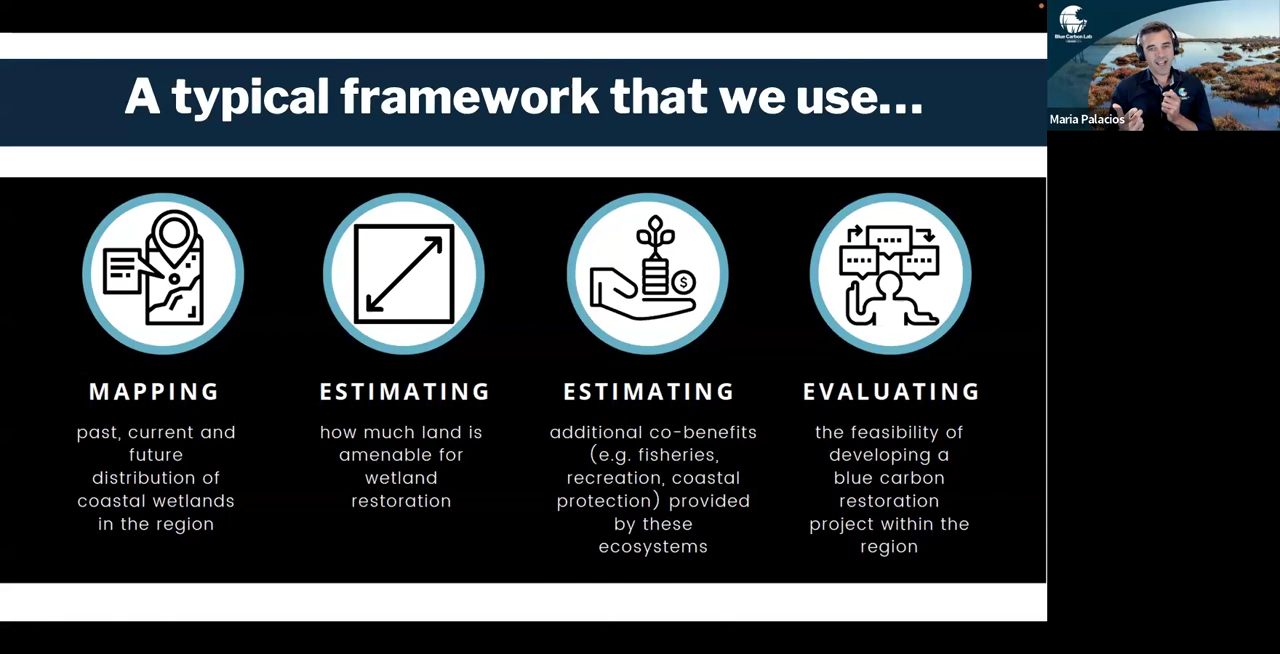 A typical framework that we use...
Blue Carbon Lab
Maria Palacios
$
MAPPING
past, current and
future
distribution of
coastal wetlands
in the region
ESTIMATING
how much land is
amenable for
wetland
restoration
ESTIMATING
additional co-benefits
(e.g. fisheries,
recreation, coastal
protection) provided
by these
ecosystems
EVALUATING
the feasibility of
developing a
blue carbon
restoration
project within the
region